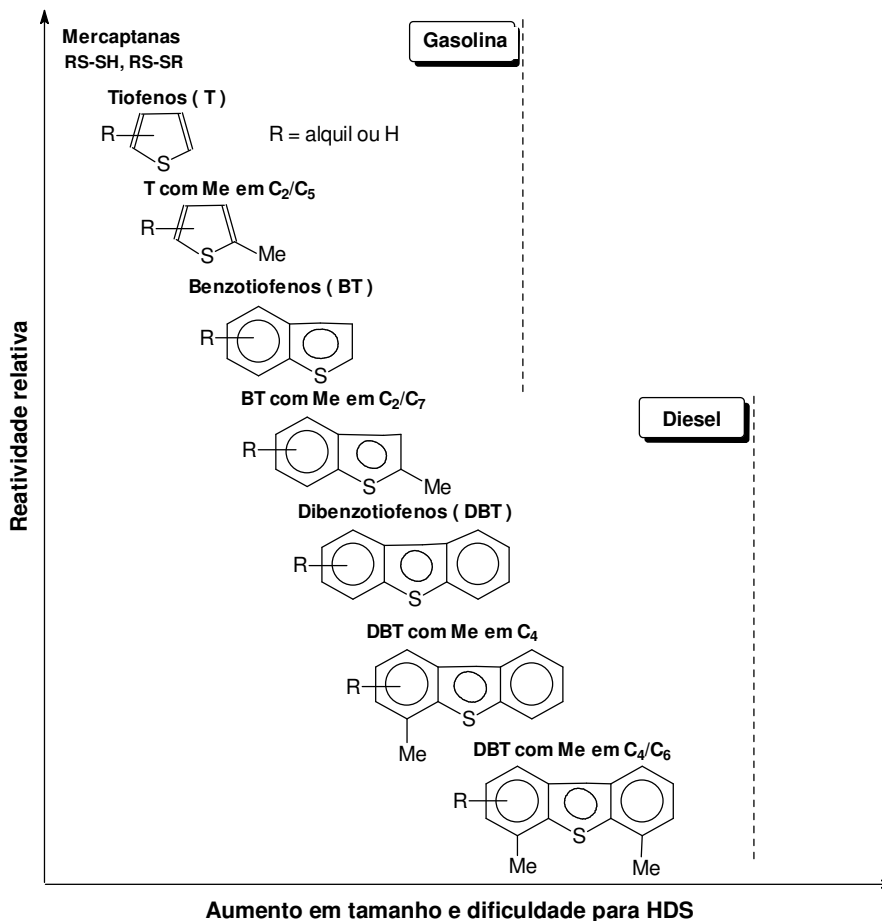 Mercaptanas
RS-SH, RS-SR
Gasolina
Tiofenos ( T )
R
S
R = alquil ou H
T com Me em C₂/C₅
R
S
Me
Benzotiofenos ( BT )
R
S
BT com Me em C₂/C₇
R
S
Me
Diesel
Dibenzotiofenos ( DBT )
R
S
DBT com Me em C₄
R
S
Me
DBT com Me em C₄/C₆
R
S
Me
Me
Reatividade relativa
Aumento em tamanho e dificuldade para HDS